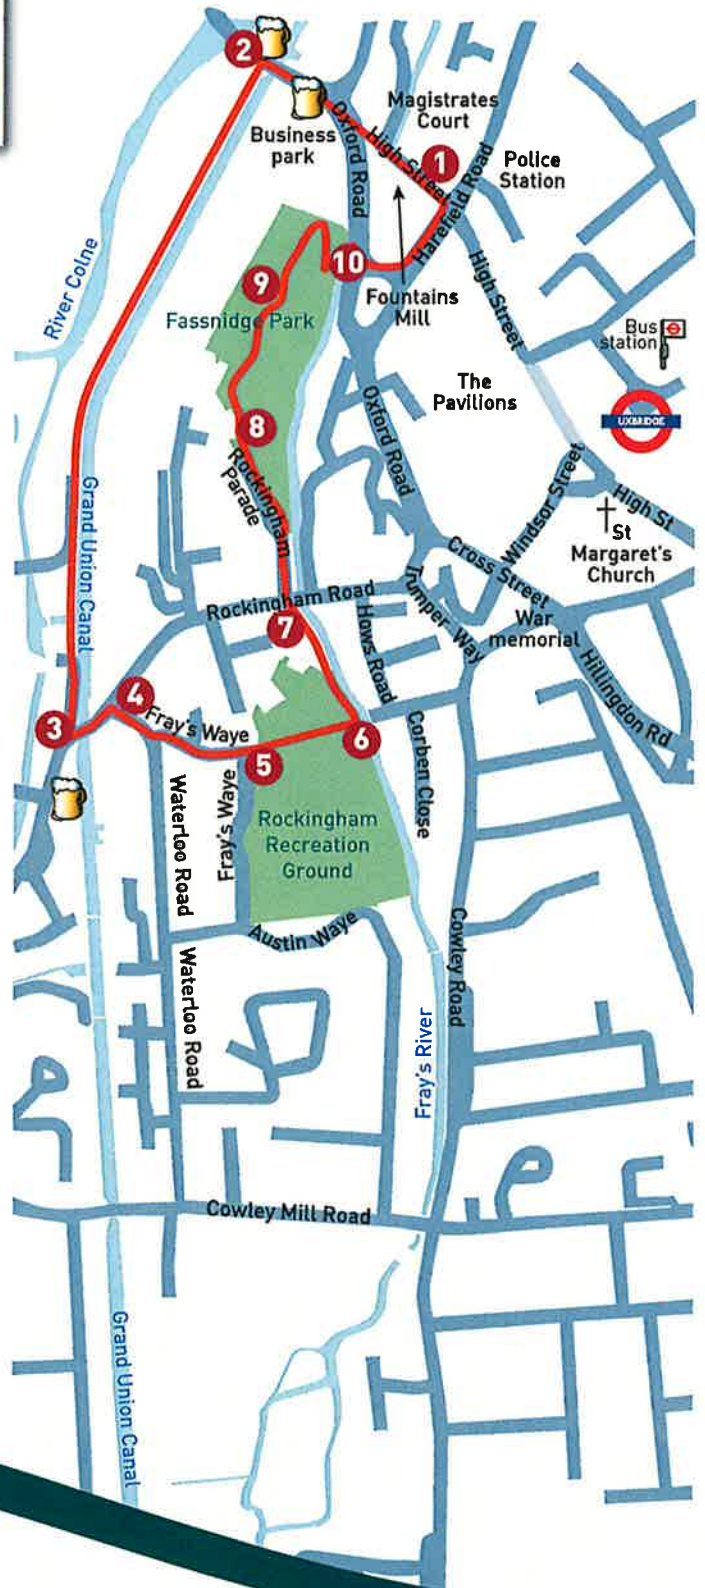 2
Business
park
Oxford Road
High Street
Magistrates
Court
1
Harefield Road
Police
Station
River Colne
10
9
Fassnidge Park
Fountains
Mill
High Street
Bus
station
UXBRIDGE
The
Pavilions
Oxford Road
8
Rockingham
Parade
Grand Union Canal
Windsor Street
High St
St
Margaret's
Church
Cross Street
Trumper Way
War
memorial
Rockingham Road
Hows Road
Hillingdon Rd
7
4
3
Fray's Waye
5
6
Corben Close
Waterloo Road
Fray's Waye
Rockingham
Recreation
Ground
Austin Waye
Cowley Road
Waterloo Road
Fray's River
Cowley Mill Road
Grand Union Canal